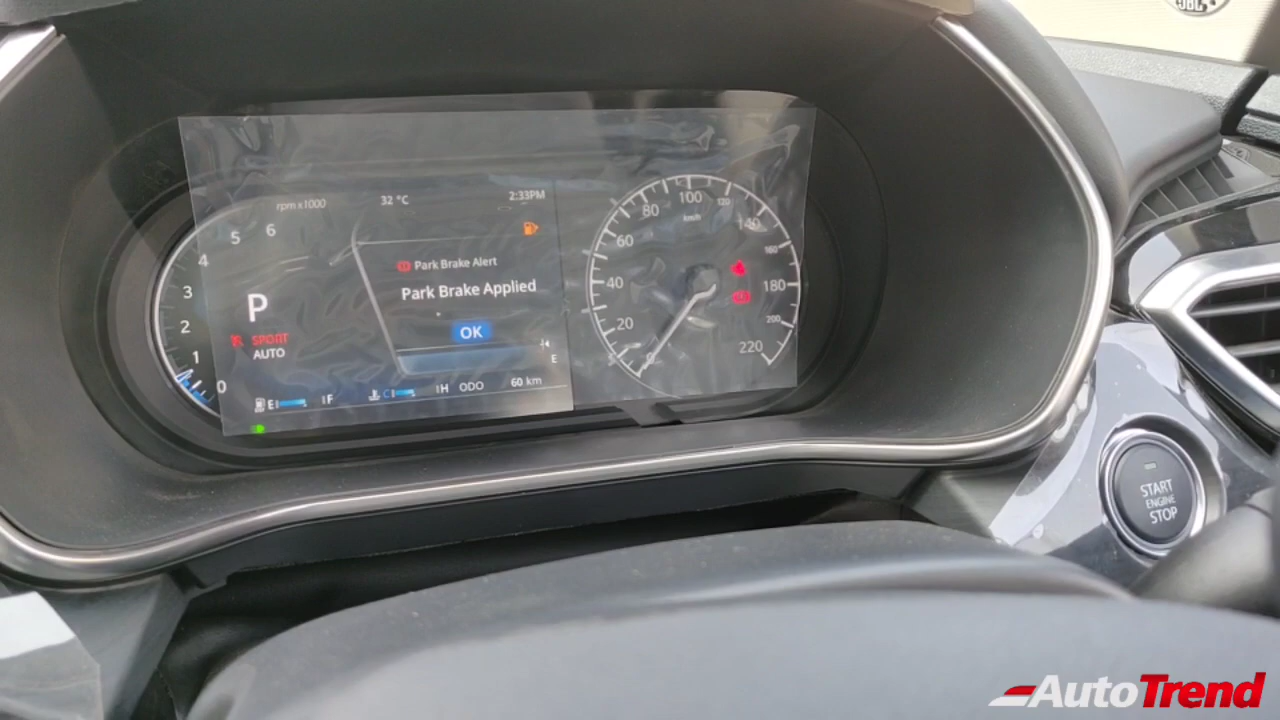 JBL
rpm x1000
32 °C
2:33PM
6
5
4
3
2
1
0
P
SPORT
AUTO
Park Brake Alert
Park Brake Applied
OK
E
E
F
C
H
ODO
60 km
0
20
40
60
80
100
120
140
160
180
200
220
km/h
START
ENGINE
STOP
AutoTrend